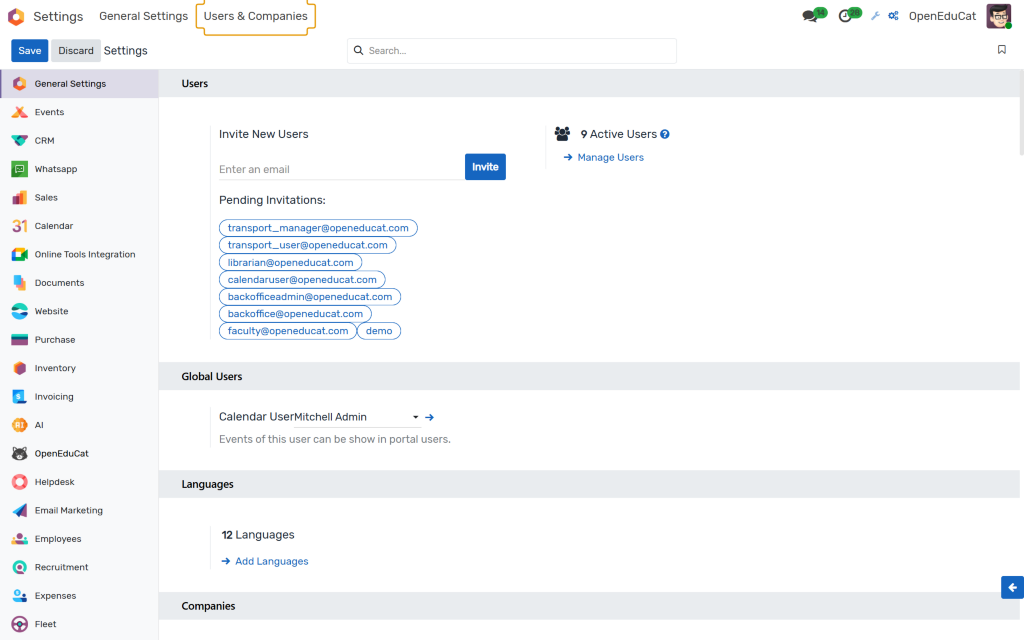 Settings General Settings Users & Companies 14 28 OpenEduCat
Save Discard Settings Search...
General Settings
Events
CRM
Whatsapp
Sales
31 Calendar
Online Tools Integration
Documents
Website
Purchase
Inventory
Invoicing
AI AI
OpenEduCat
Helpdesk
Email Marketing
Employees
Recruitment
Expenses
Fleet
Users
Invite New Users
Enter an email Invite
Pending Invitations:
transport_manager@openeducat.com
transport_user@openeducat.com
librarian@openeducat.com
calendaruser@openeducat.com
backofficeadmin@openeducat.com
backoffice@openeducat.com
faculty@openeducat.com demo
9 Active Users ?
Manage Users
Global Users
Calendar User Mitchell Admin
Events of this user can be show in portal users.
Languages
12 Languages
Add Languages
Companies